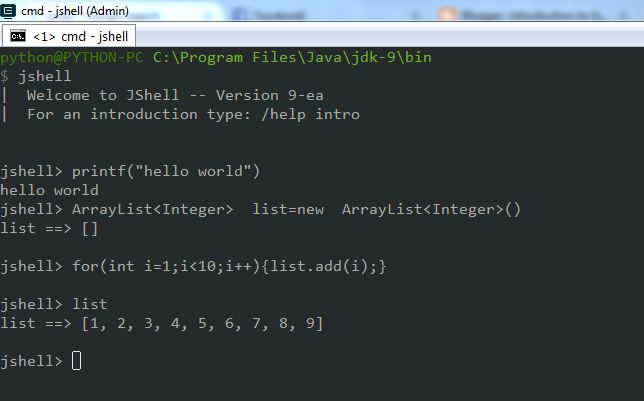 cmd - jshell (Admin)
<1> cmd - jshell
python@PYTHON-PC C:\Program Files\Java\jdk-9\bin
$ jshell
|  Welcome to JShell -- Version 9-ea
|  For an introduction type: /help intro
jshell> printf("hello world")
hello world
jshell> ArrayList<Integer>  list=new  ArrayList<Integer>()
list ==> []
jshell> for(int i=1;i<10;i++){list.add(i);}
jshell> list
list ==> [1, 2, 3, 4, 5, 6, 7, 8, 9]
jshell>